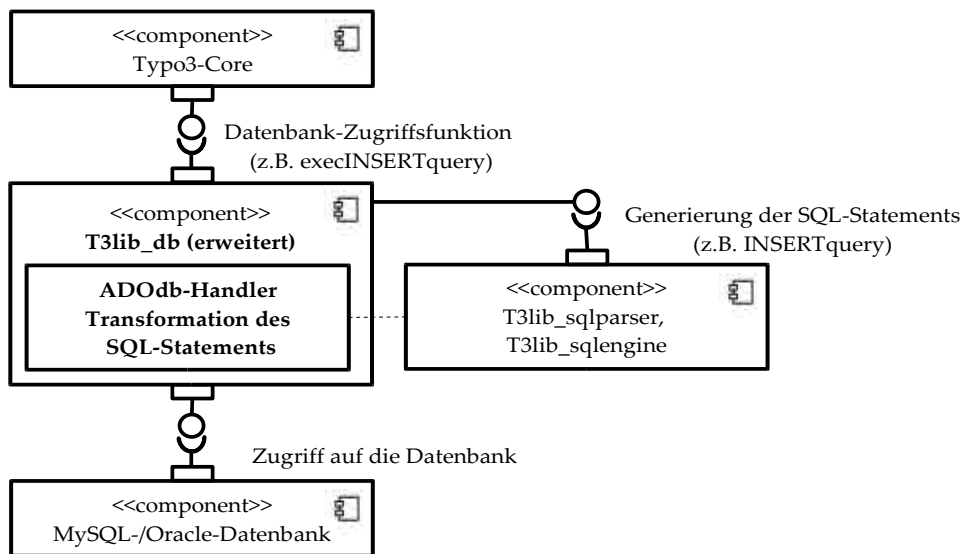 <<component>>
Typo3-Core
Datenbank-Zugriffsfunktion
(z.B. execINSERTquery)
<<component>>
T3lib_db (erweitert)
ADOdb-Handler
Transformation des
SQL-Statements
Generierung der SQL-Statements
(z.B. INSERTquery)
<<component>>
T3lib_sqlparser,
T3lib_sqlengine
Zugriff auf die Datenbank
<<component>>
MySQL-/Oracle-Datenbank